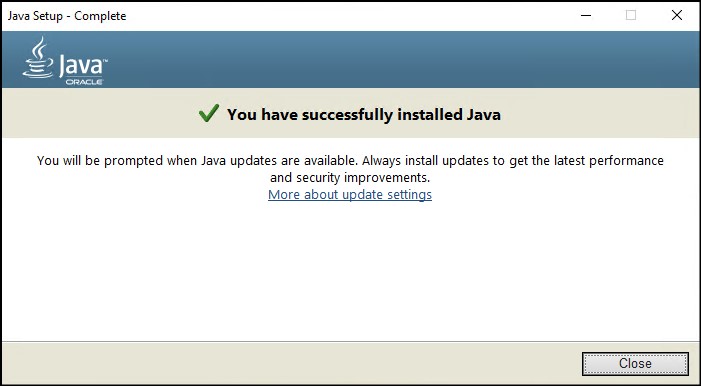 Java Setup - Complete
Java™
ORACLE
You have successfully installed Java
You will be prompted when Java updates are available. Always install updates to get the latest performance
and security improvements.
More about update settings
Close